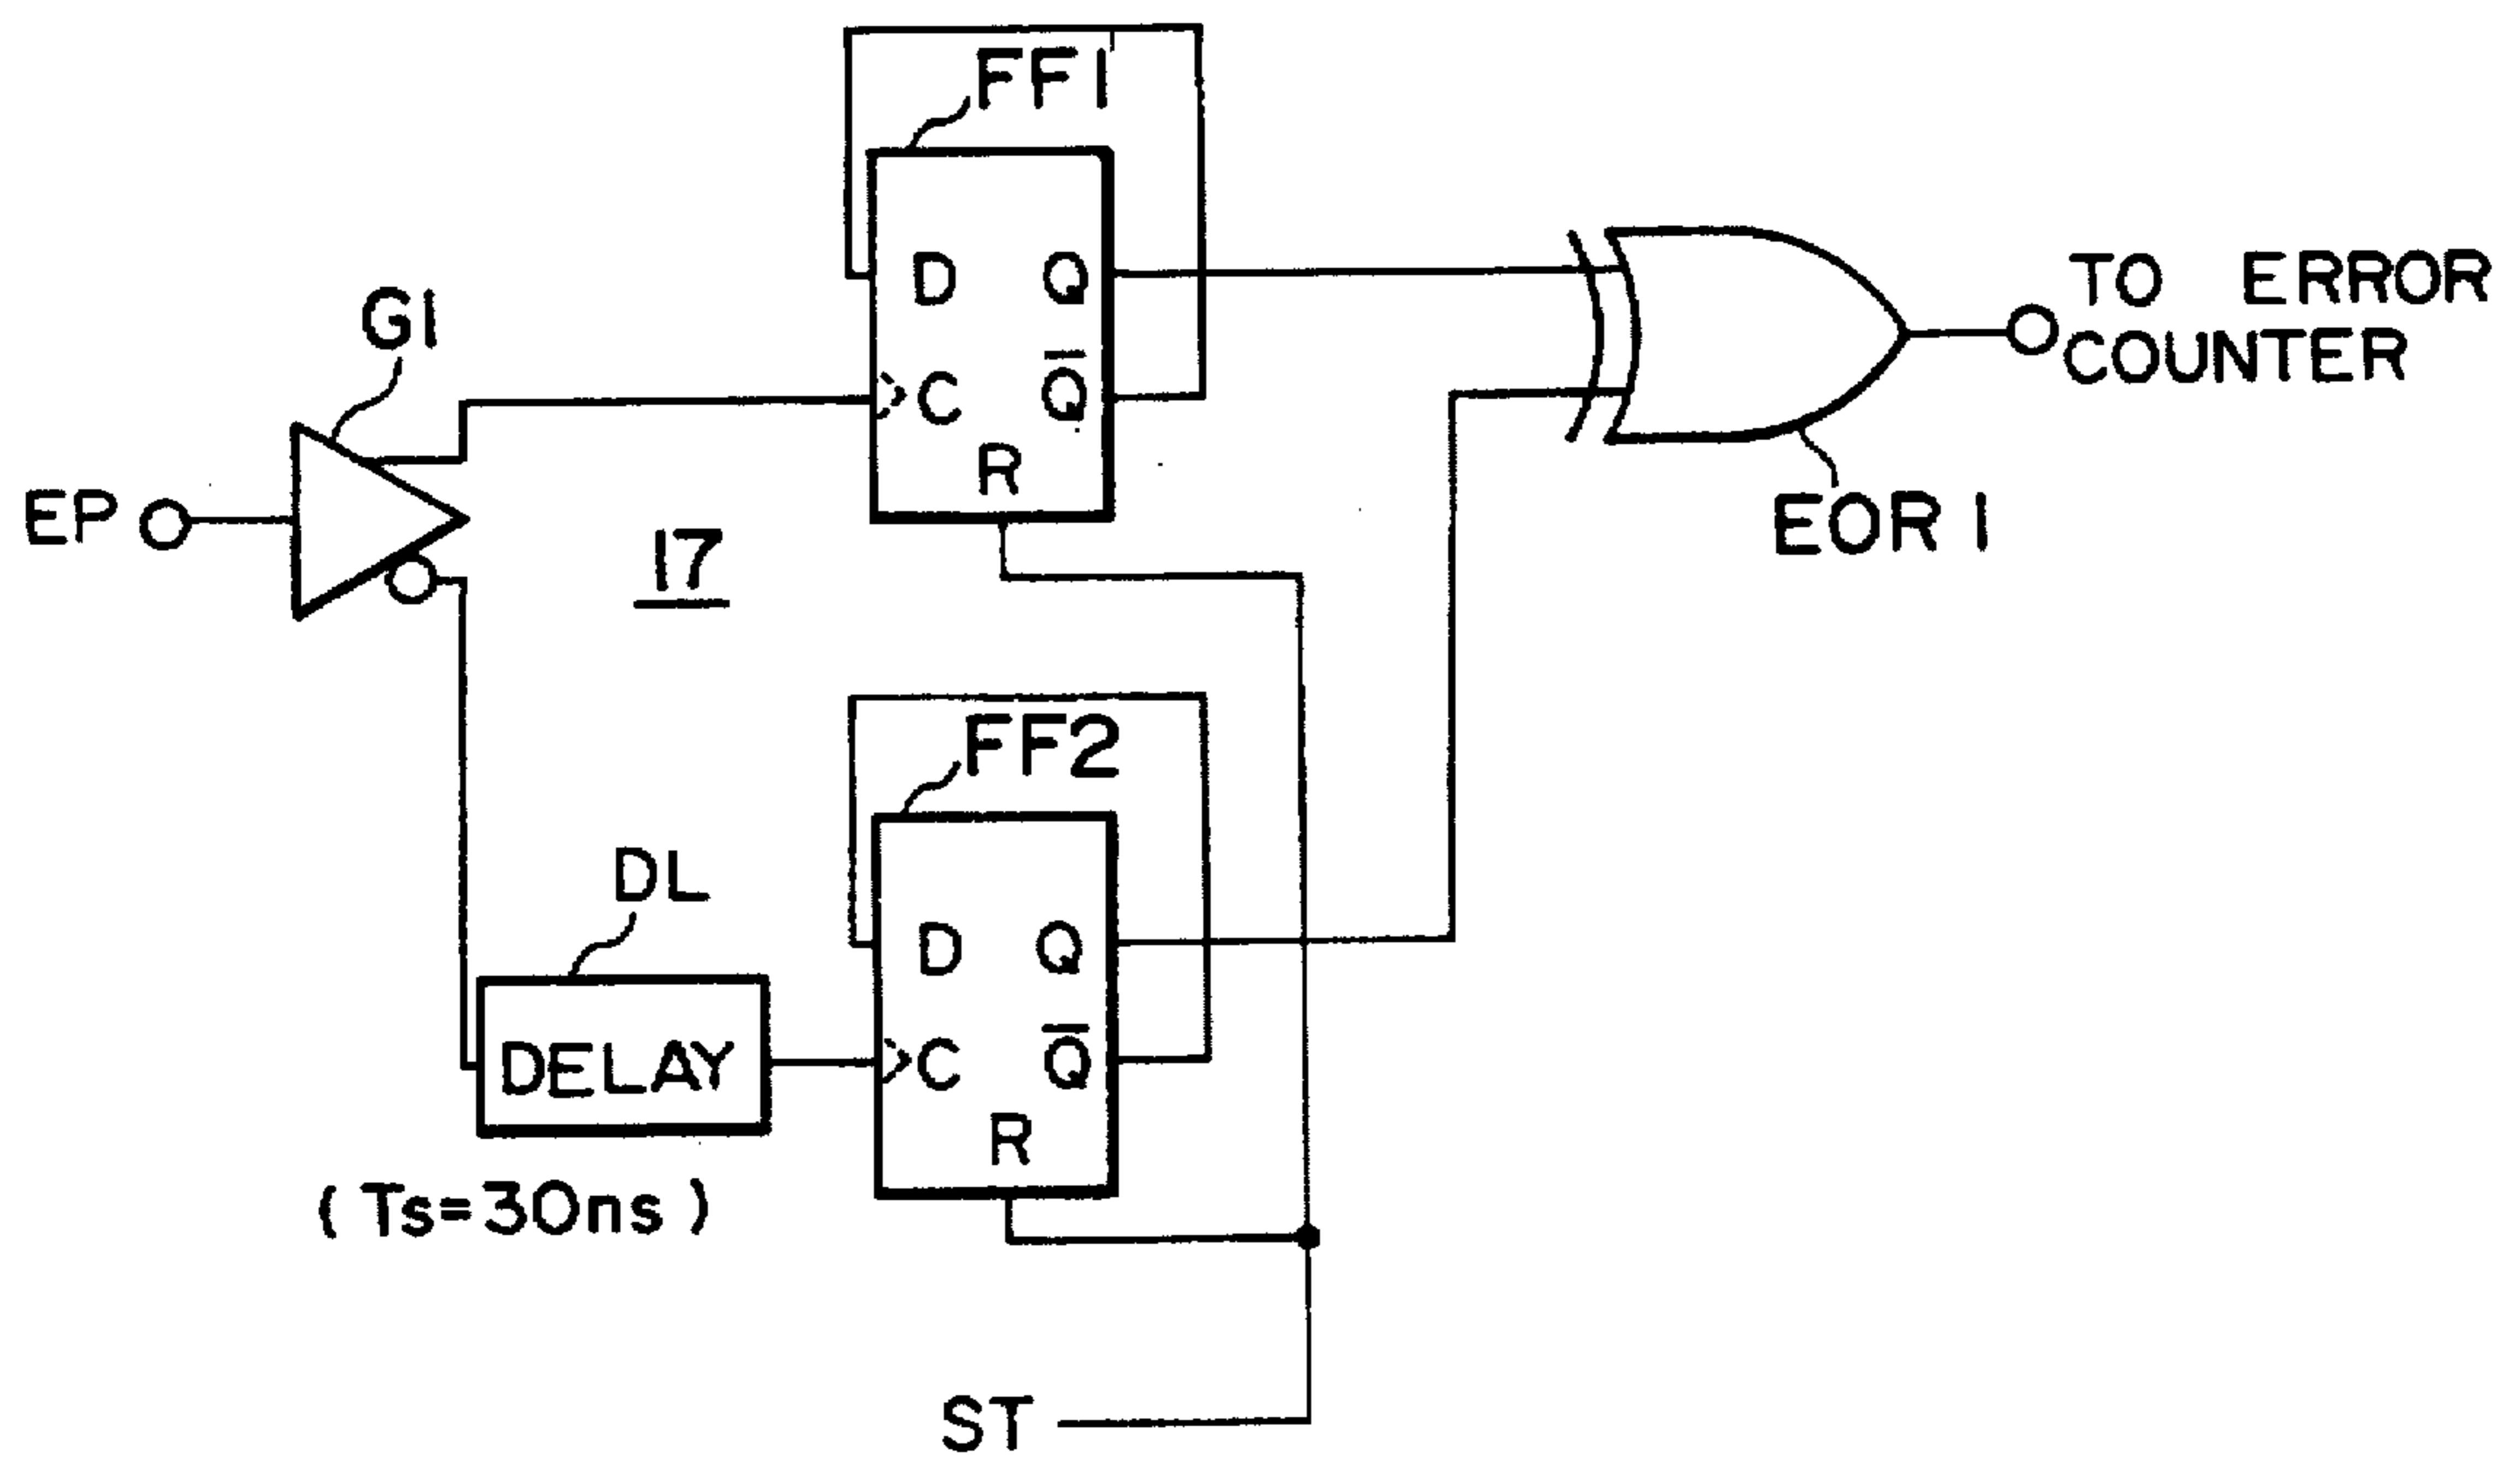 FF1
D Q
C Q̅
R
G1
EP
17
TO ERROR
COUNTER
EOR 1
FF2
D Q
C Q̅
R
DL
DELAY
(Ts=30ns)
ST